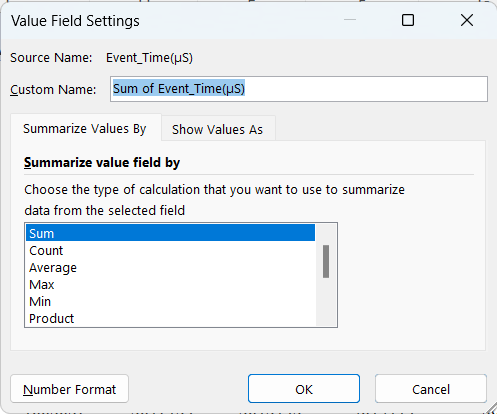 Value Field Settings
Source Name: Event_Time(µS)
Custom Name: Sum of Event_Time(µS)
Summarize Values By Show Values As
Summarize value field by
Choose the type of calculation that you want to use to summarize
data from the selected field
Sum
Count
Average
Max
Min
Product
Number Format OK Cancel